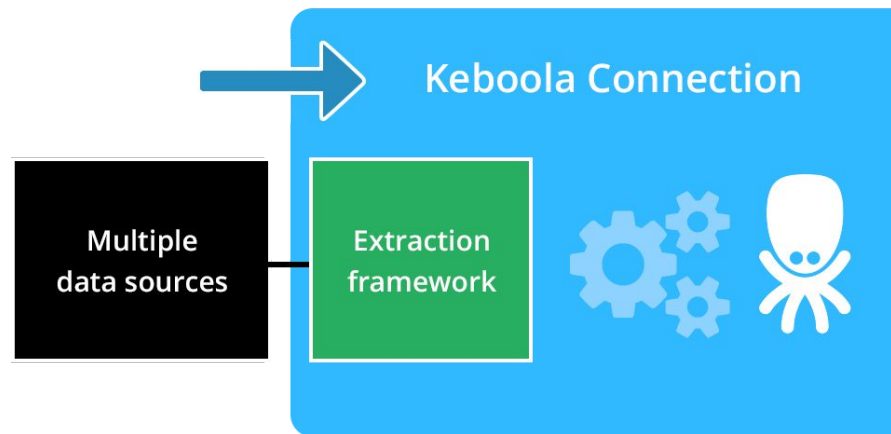 Keboola Connection
Multiple
data sources
Extraction
framework